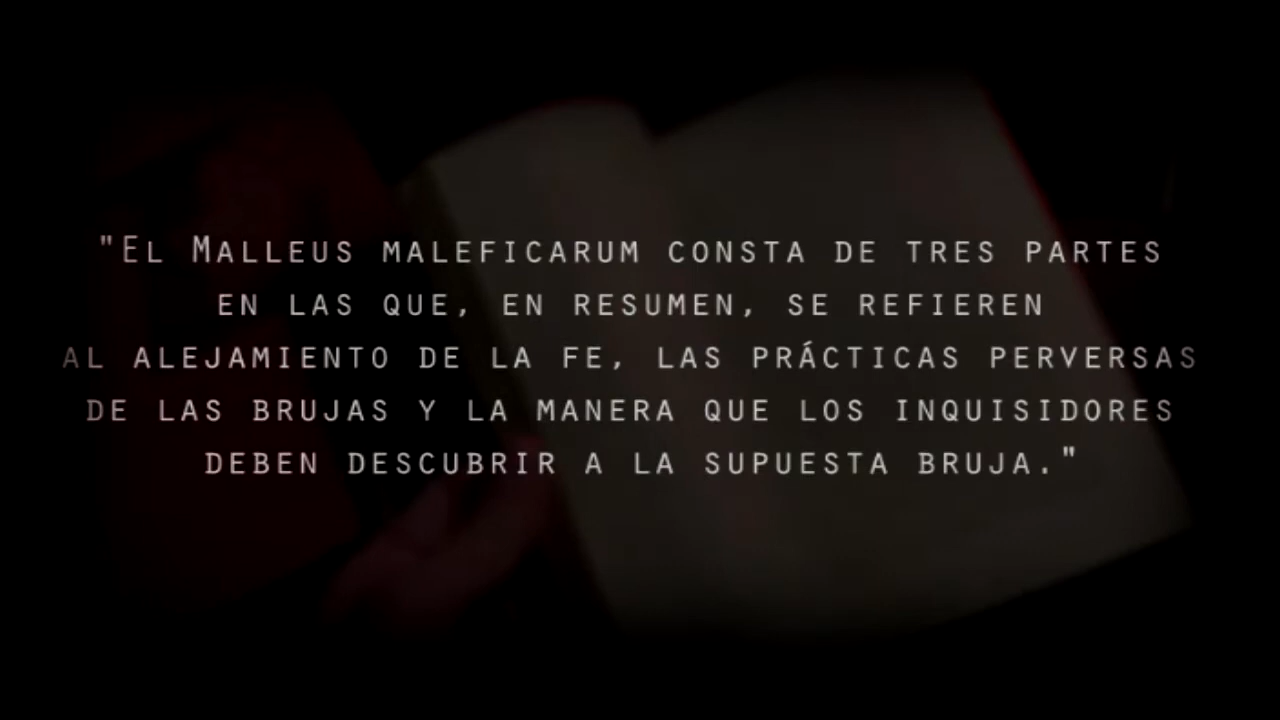 "El Malleus maleficarum consta de tres partes
en las que, en resumen, se refieren
al alejamiento de la fe, las prácticas perversas
de las brujas y la manera que los inquisidores
deben descubrir a la supuesta bruja."